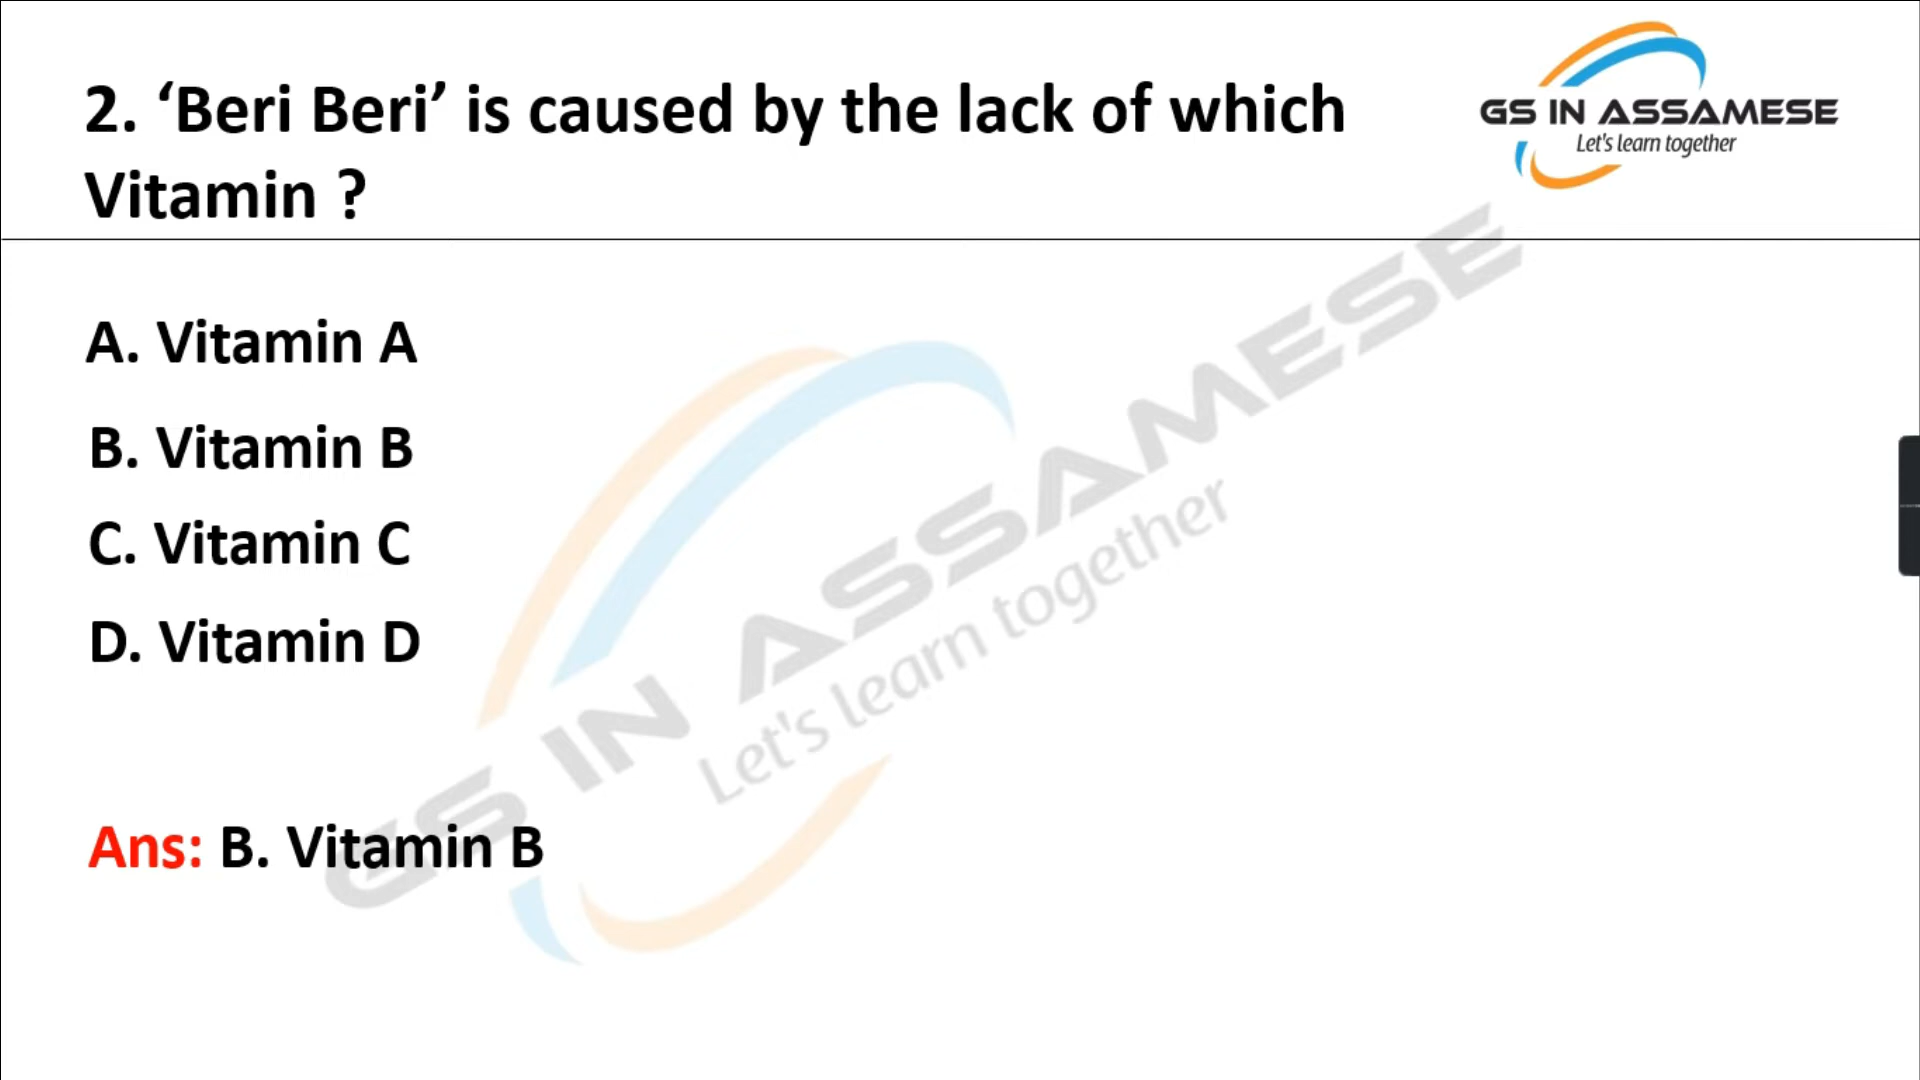 2. ‘Beri Beri’ is caused by the lack of which
Vitamin ?
GS IN ASSAMESE
Let's learn together
A. Vitamin A
B. Vitamin B
C. Vitamin C
D. Vitamin D
Ans: B. Vitamin B
GS IN ASSAMESE
Let's learn together